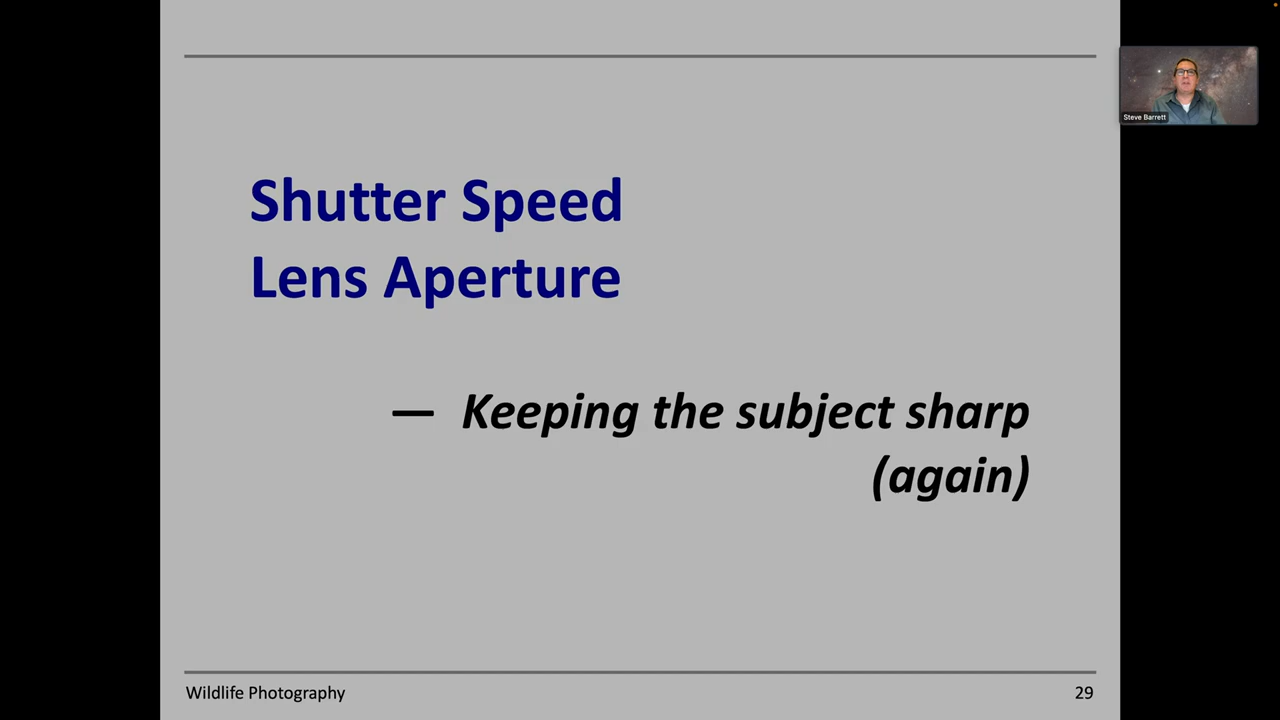 Steve Barrett
Shutter Speed
Lens Aperture
— Keeping the subject sharp
(again)
Wildlife Photography
29